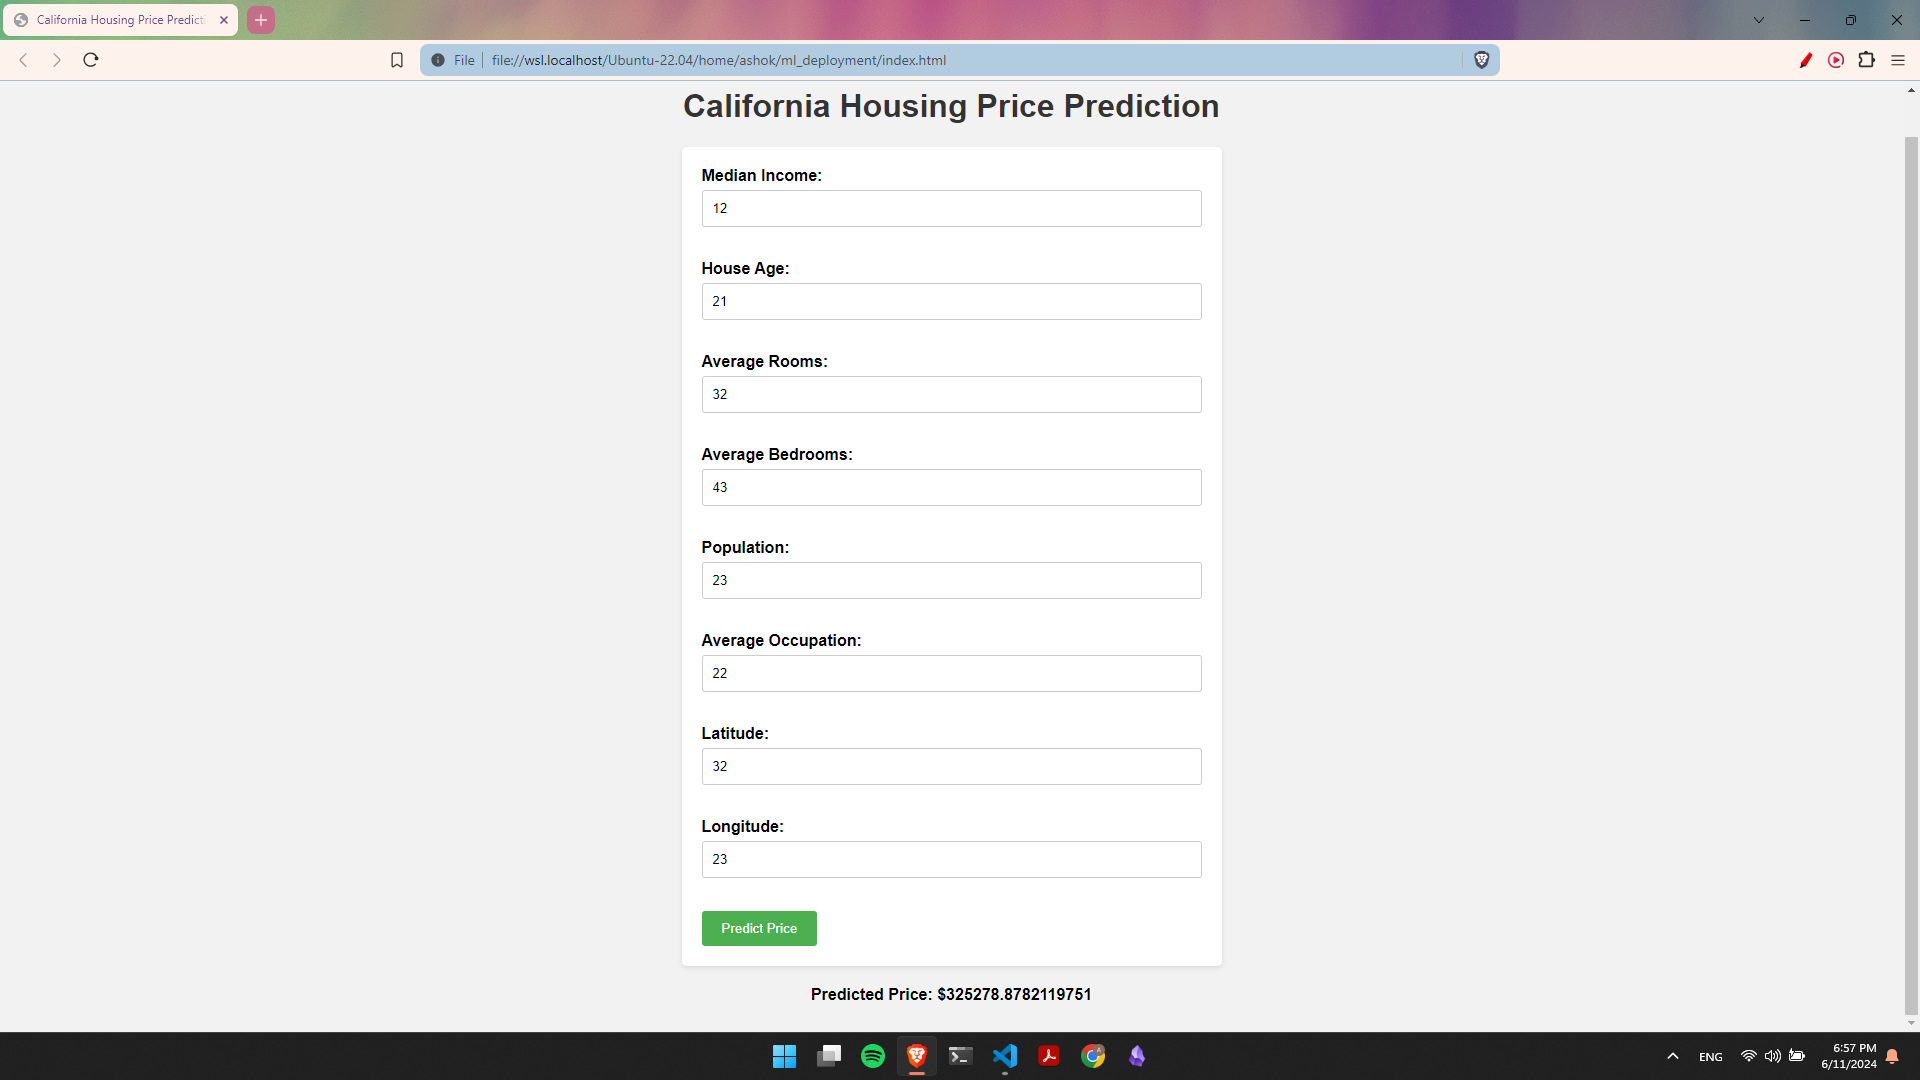 California Housing Price Predicti
File file://wsl.localhost/Ubuntu-22.04/home/ashok/ml_deployment/index.html
California Housing Price Prediction
Median Income:
12
House Age:
21
Average Rooms:
32
Average Bedrooms:
43
Population:
23
Average Occupation:
22
Latitude:
32
Longitude:
23
Predict Price
Predicted Price: $325278.8782119751
ENG
6:57 PM
6/11/2024